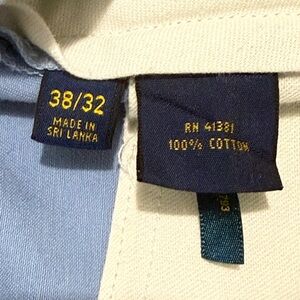 38/32
MADE IN
SRI LANKA
RN 41381
100% COTTON